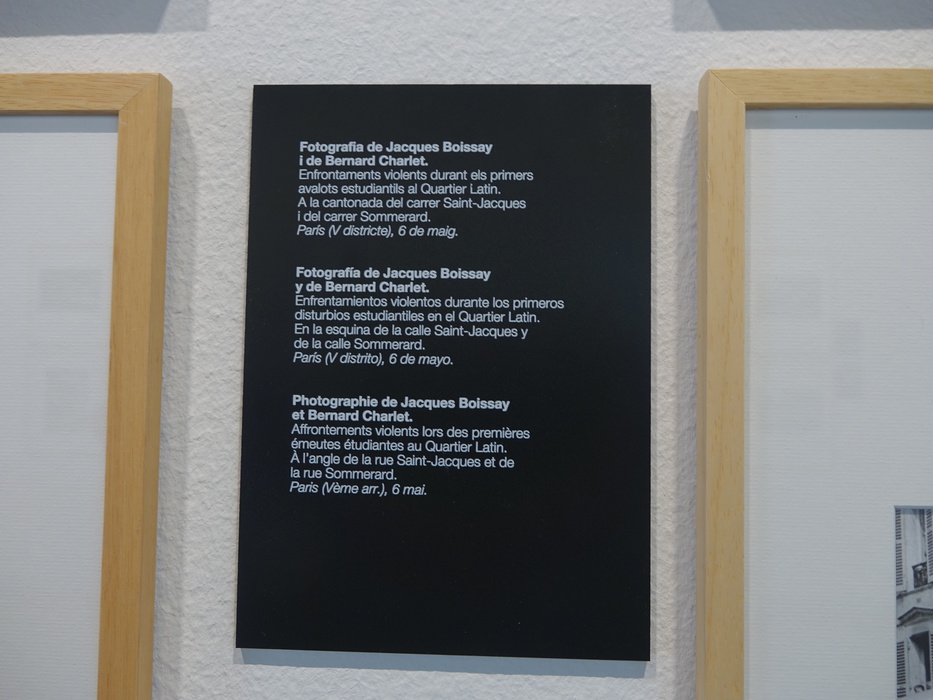 Fotografia de Jacques Boissay
i de Bernard Charlet.
Enfrontaments violents durant els primers
avalots estudiantils al Quartier Latin.
A la cantonada del carrer Saint-Jacques
i del carrer Sommerard.
París (V districte), 6 de maig.
Fotografía de Jacques Boissay
y de Bernard Charlet.
Enfrentamientos violentos durante los primeros
disturbios estudiantiles en el Quartier Latin.
En la esquina de la calle Saint-Jacques y
de la calle Sommerard.
París (V distrito), 6 de mayo.
Photographie de Jacques Boissay
et Bernard Charlet.
Affrontements violents lors des premières
émeutes étudiantes au Quartier Latin.
À l'angle de la rue Saint-Jacques et de
la rue Sommerard.
Paris (Vème arr.), 6 mai.